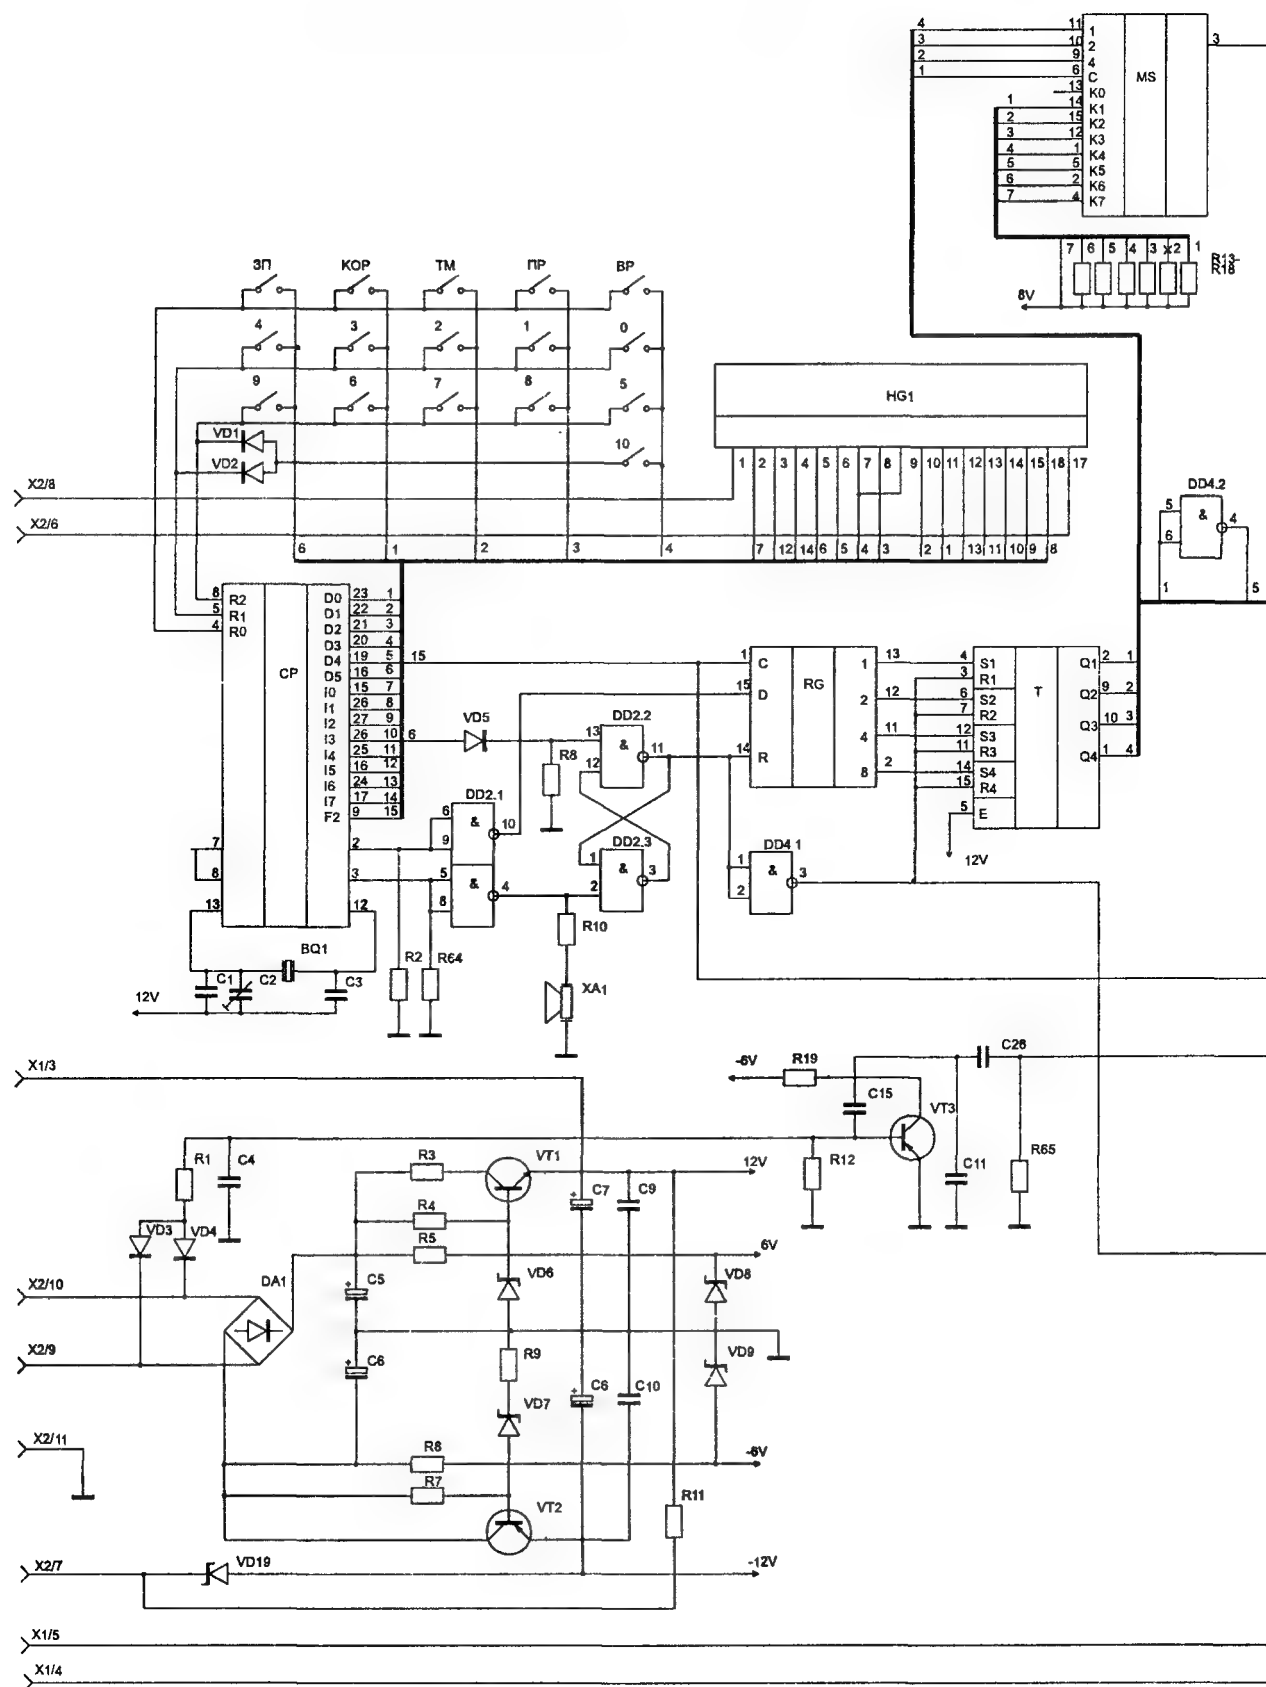 4 11 1
3 10 2
2 9 4
1 6 C
MS
3
13 K0
1 14 K1
2 15 K2
3 12 K3
4 1 K4
5 5 K5
6 2 K6
7 4 K7
7 6 5 4 3 x2 1
R13-
R18
8V
ЗП КОР ТМ ПР ВР
4 3 2 1 0
9 6 7 8 5
VD1
VD2
10
HG1
1 2 3 4 5 6 7 8 9 10 11 12 13 14 15 18 17
X2/8
X2/6
6 1 2 3 4
7 12 14 6 5 4 3 2 1 13 11 10 9 8
DD4.2
5
6
&
4
1 5
8 R2
5 R1
4 R0
CP
D0 23 1
D1 22 2
D2 21 3
D3 20 4
D4 19 5 15
D5 16 6
I0 15 7
I1 26 8
I2 27 9
I3 26 10 6
I4 25 11
I5 16 12
I6 24 13
I7 17 14
F2 9 15
7 2
8 3
13 12
VD5
R8
DD2.2
13
12
&
11
DD2.1
6
9
&
10
5
8
&
4
DD2.3
1
2
&
3
1 C
15 D
14 R
RG
1 13
2 12
4 11
8 2
4 S1
3 R1
6 S2
7 R2
12 S3
11 R3
14 S4
15 R4
5 E
T
Q1 2 1
Q2 9 2
Q3 10 3
Q4 1 4
12V
DD4 1
1
2
&
3
BQ1
C1 C2 C3
12V
R2 R64
R10
XA1
X1/3
-6V R19
C26
C15
VT3
R12
C11
R65
R1 C4
VD3 VD4
R3 VT1 12V
R4
R5 6V
C7 C9
X2/10
DA1
C5
VD6
VD8
X2/9
C6
R9
VD9
VD7
C6 C10
X2/11
R8 -6V
R7
VT2
R11
X2/7
VD19
-12V
X1/5
X1/4